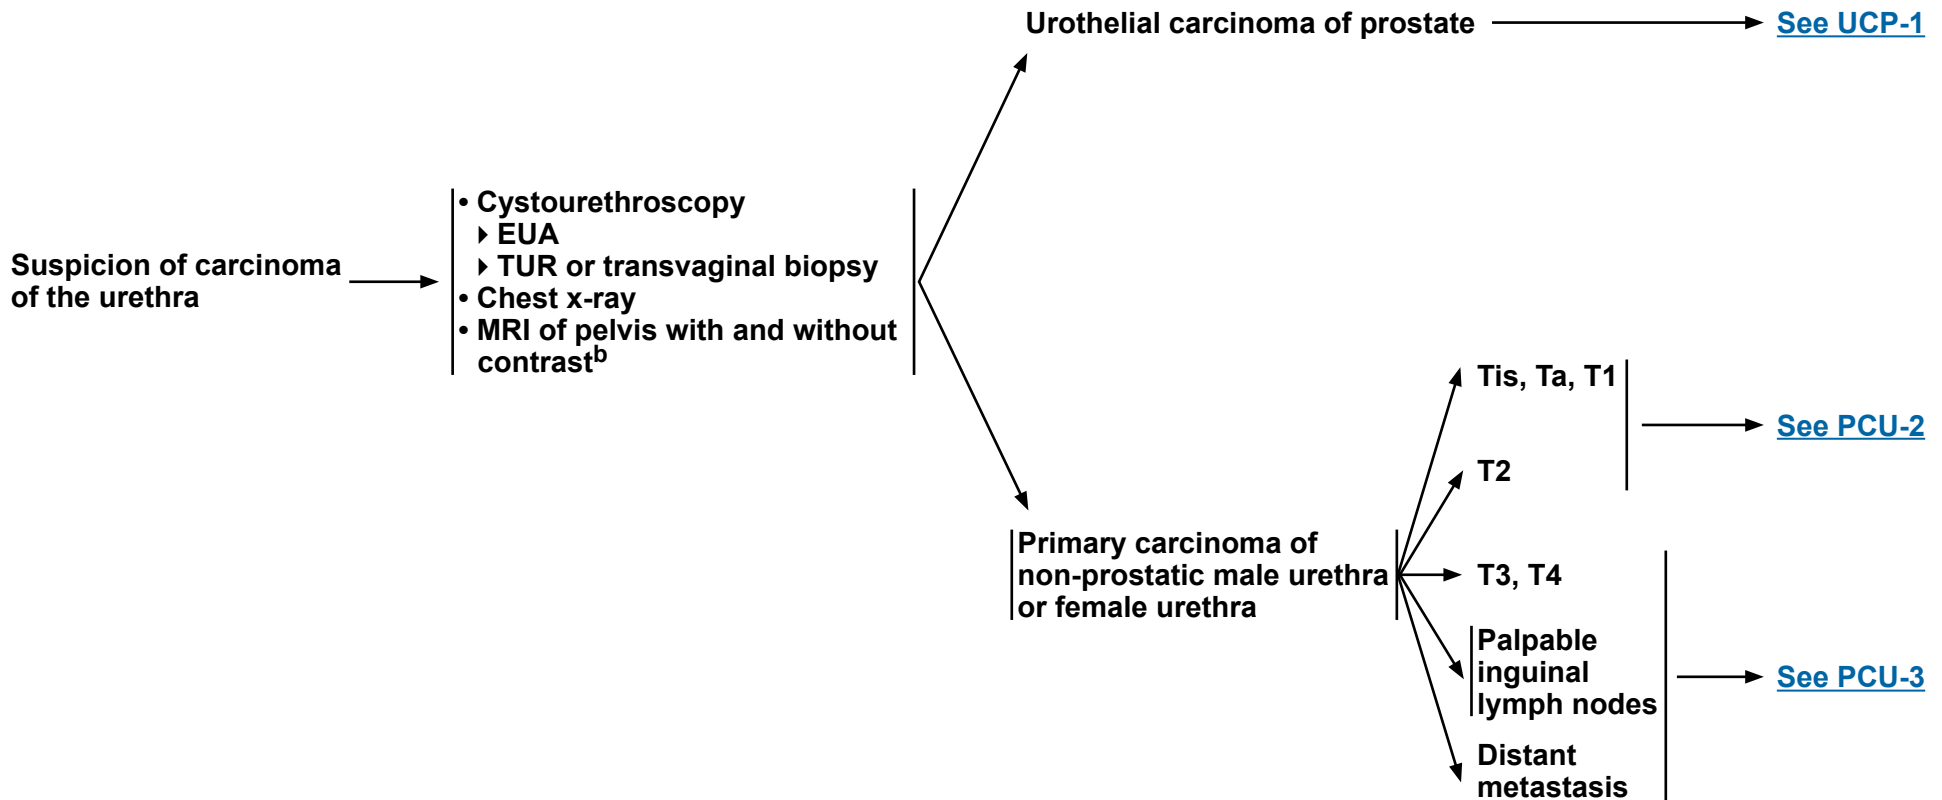 Urothelial carcinoma of prostate
See UCP-1
Suspicion of carcinoma
of the urethra
• Cystourethroscopy
▸ EUA
▸ TUR or transvaginal biopsy
• Chest x-ray
• MRI of pelvis with and without
contrastᵇ
Primary carcinoma of
non-prostatic male urethra
or female urethra
Tis, Ta, T1
T2
See PCU-2
T3, T4
Palpable
inguinal
lymph nodes
Distant
metastasis
See PCU-3